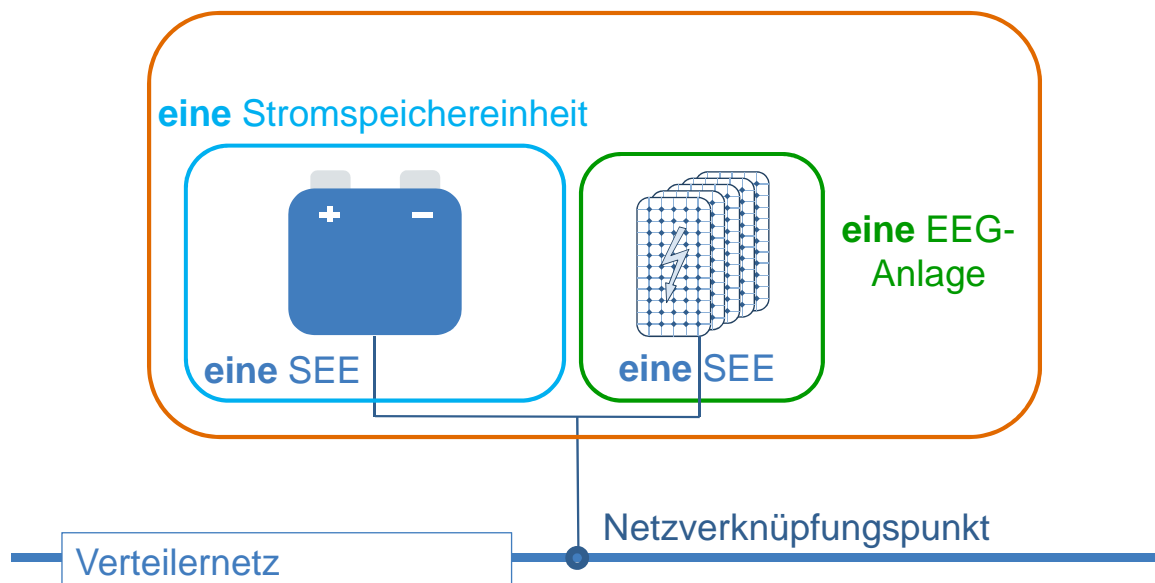 eine Stromspeichereinheit
eine EEG-
Anlage
eine SEE
eine SEE
Netzverknüpfungspunkt
Verteilernetz